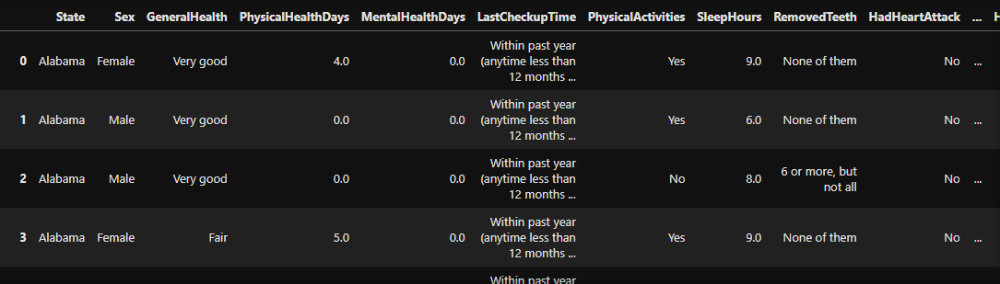 State Sex GeneralHealth PhysicalHealthDays MentalHealthDays LastCheckupTime PhysicalActivities SleepHours RemovedTeeth HadHeartAttack ...
0 Alabama Female Very good 4.0 0.0 Within past year (anytime less than 12 months ... Yes 9.0 None of them No ...
1 Alabama Male Very good 0.0 0.0 Within past year (anytime less than 12 months ... Yes 6.0 None of them No ...
2 Alabama Male Very good 0.0 0.0 Within past year (anytime less than 12 months ... No 8.0 6 or more, but not all No ...
3 Alabama Female Fair 5.0 0.0 Within past year (anytime less than 12 months ... Yes 9.0 None of them No ...
Within past year